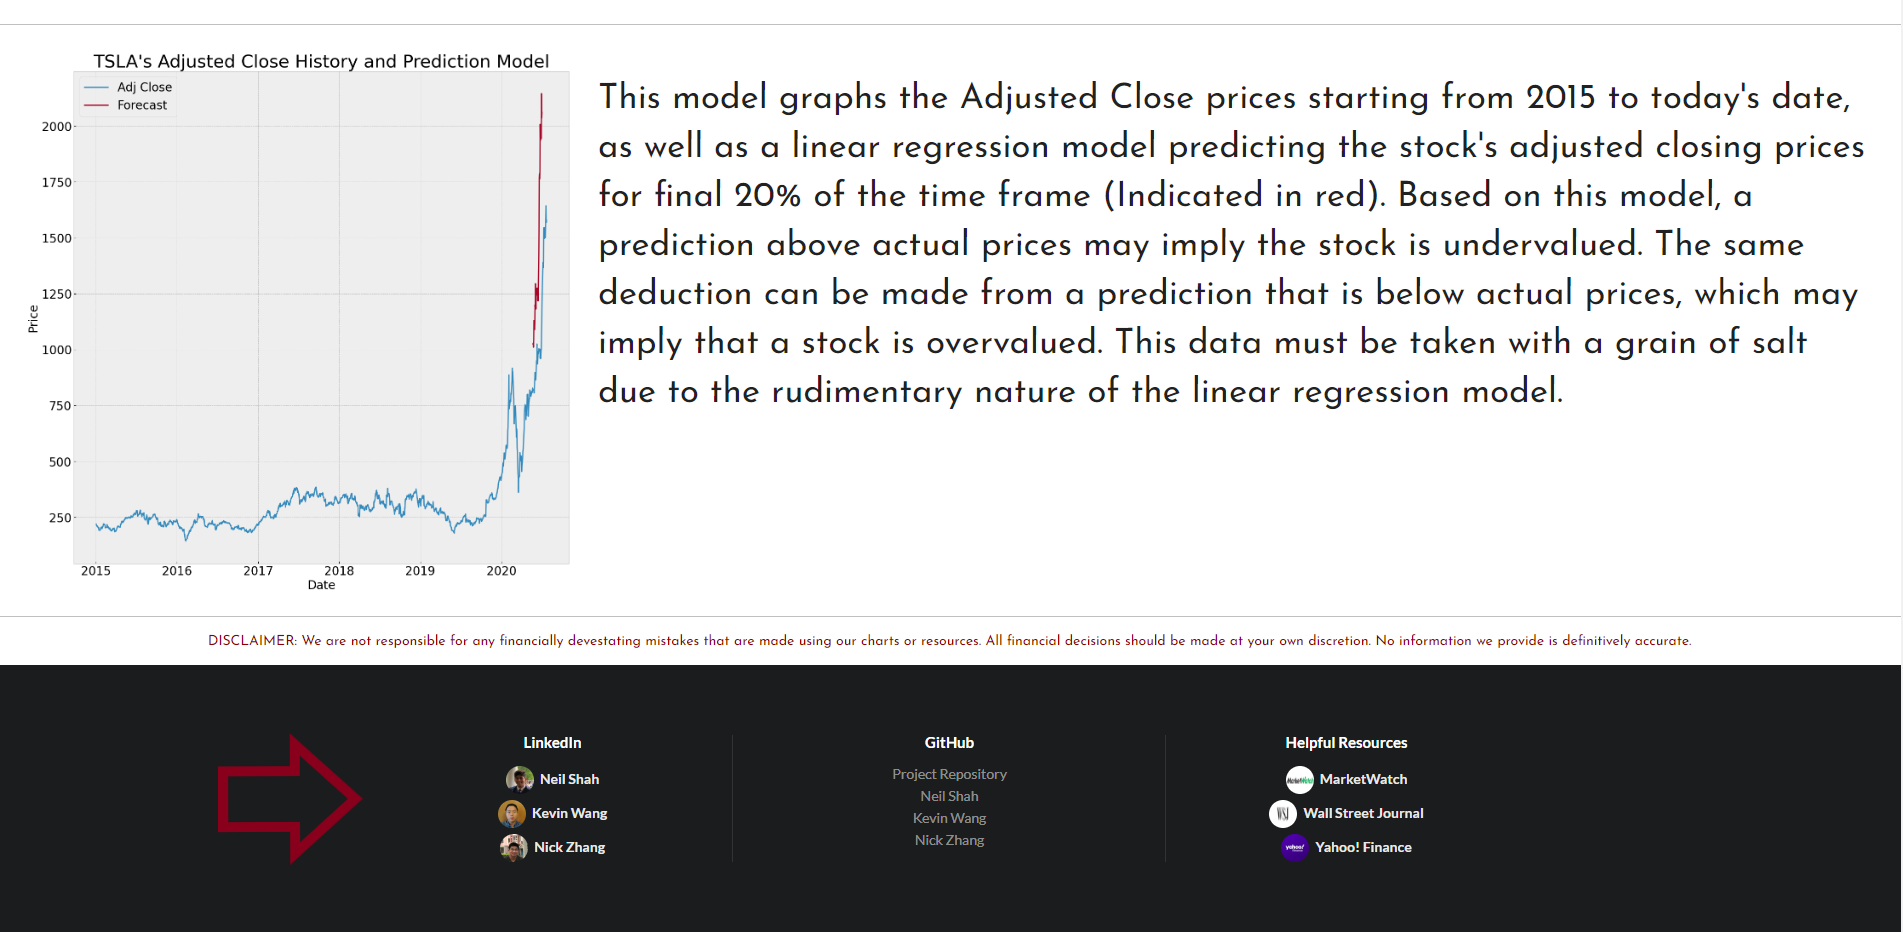 TSLA's Adjusted Close History and Prediction Model
Adj Close
Forecast
2000
1750
1500
1250
1000
750
500
250
Price
2015 2016 2017 2018 2019 2020
Date
This model graphs the Adjusted Close prices starting from 2015 to today's date,
as well as a linear regression model predicting the stock's adjusted closing prices
for final 20% of the time frame (Indicated in red). Based on this model, a
prediction above actual prices may imply the stock is undervalued. The same
deduction can be made from a prediction that is below actual prices, which may
imply that a stock is overvalued. This data must be taken with a grain of salt
due to the rudimentary nature of the linear regression model.
DISCLAIMER: We are not responsible for any financially devestating mistakes that are made using our charts or resources. All financial decisions should be made at your own discretion. No information we provide is definitively accurate.
LinkedIn
Neil Shah
Kevin Wang
Nick Zhang
GitHub
Project Repository
Neil Shah
Kevin Wang
Nick Zhang
Helpful Resources
MarketWatch MarketWatch
WSJ Wall Street Journal
yahoo! Yahoo! Finance